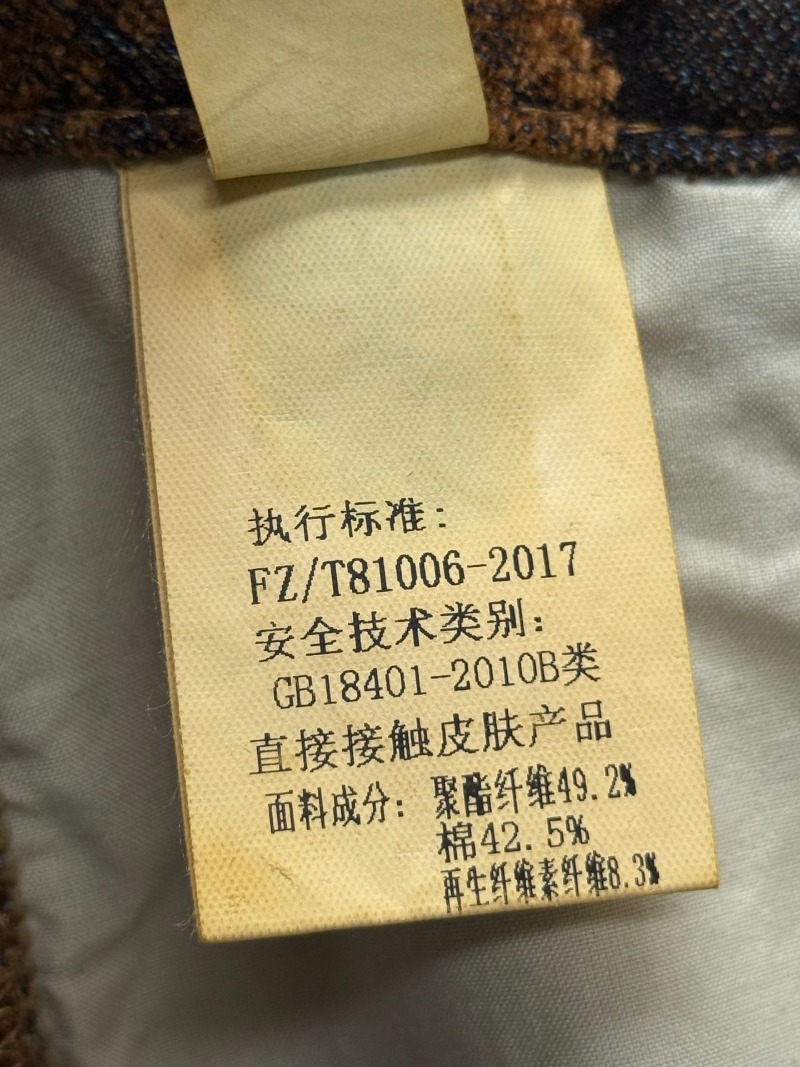 执行标准:
FZ/T81006-2017
安全技术类别:
GB18401-2010B类
直接接触皮肤产品
面料成分: 聚酯纤维49.2%
棉42.5%
再生纤维素纤维8.3%